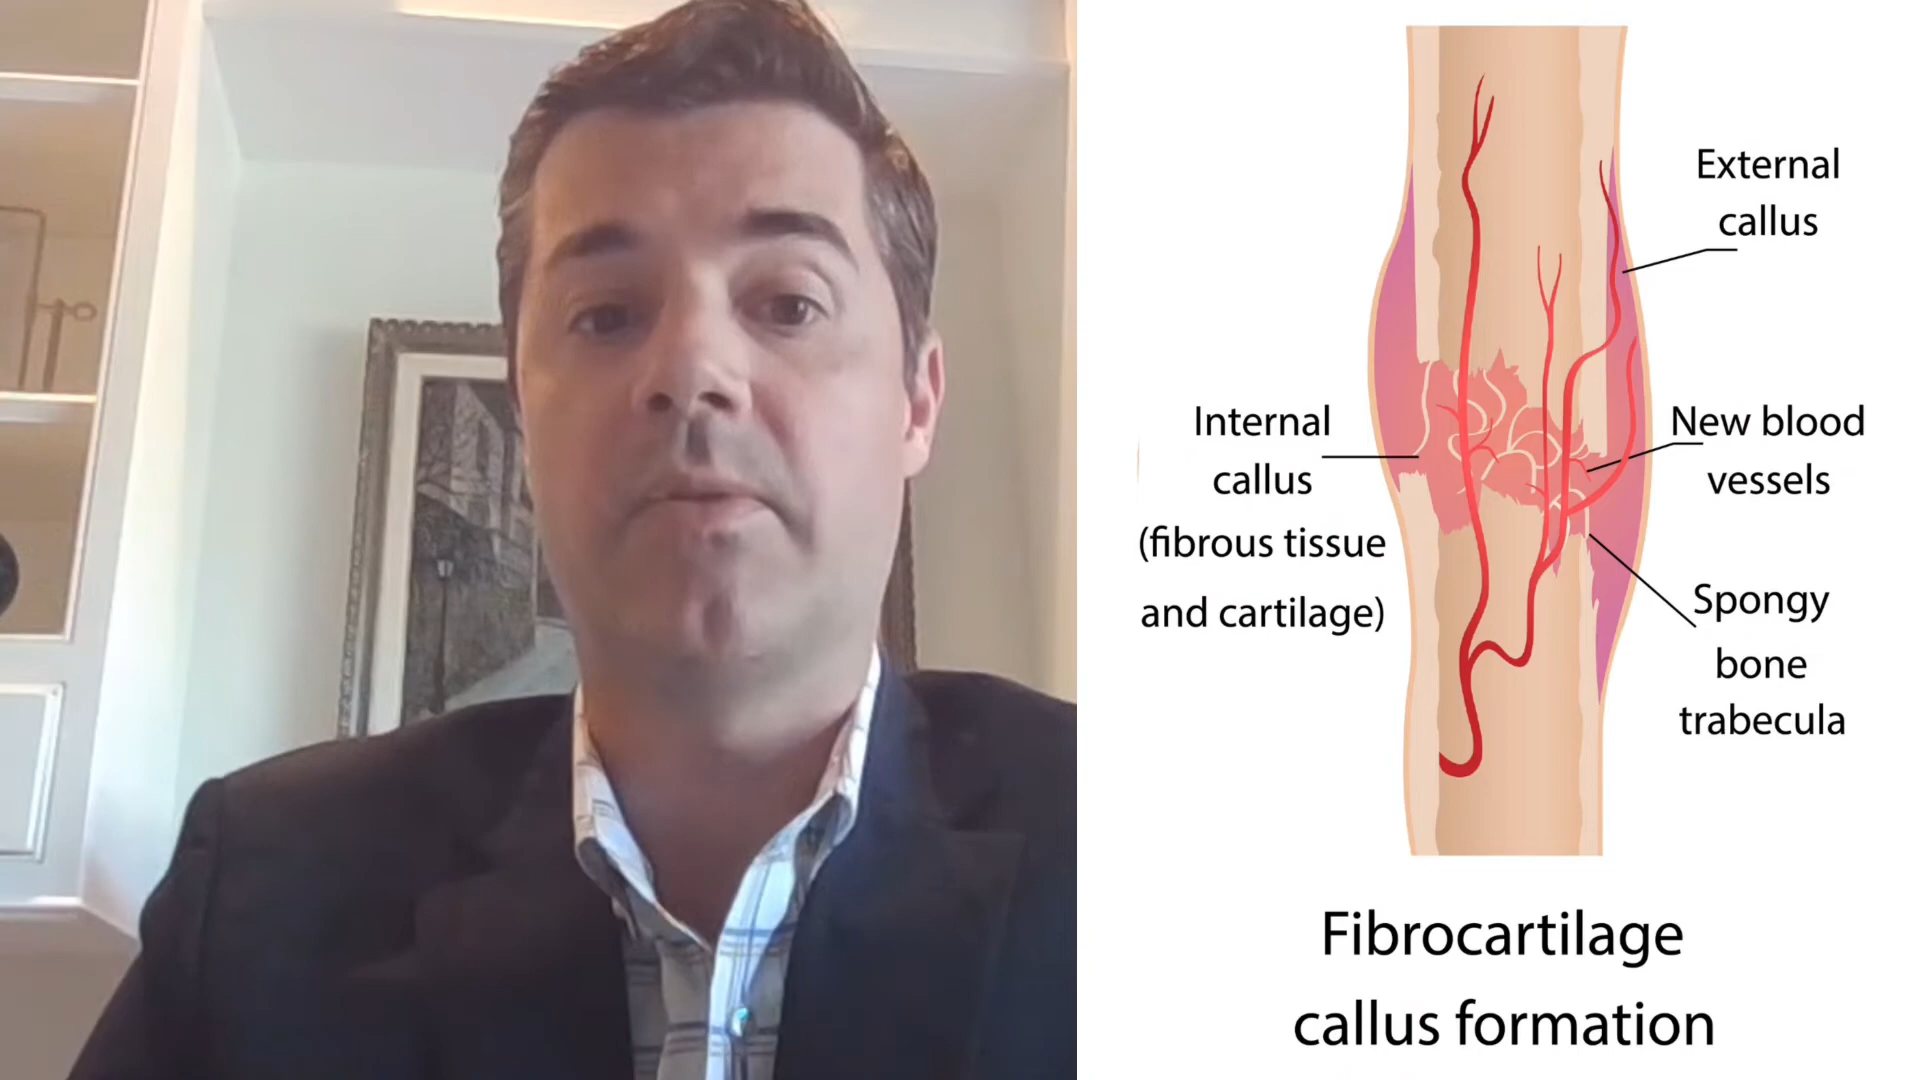 External
callus
Internal
callus
(fibrous tissue
and cartilage)
New blood
vessels
Spongy
bone
trabecula
Fibrocartilage
callus formation